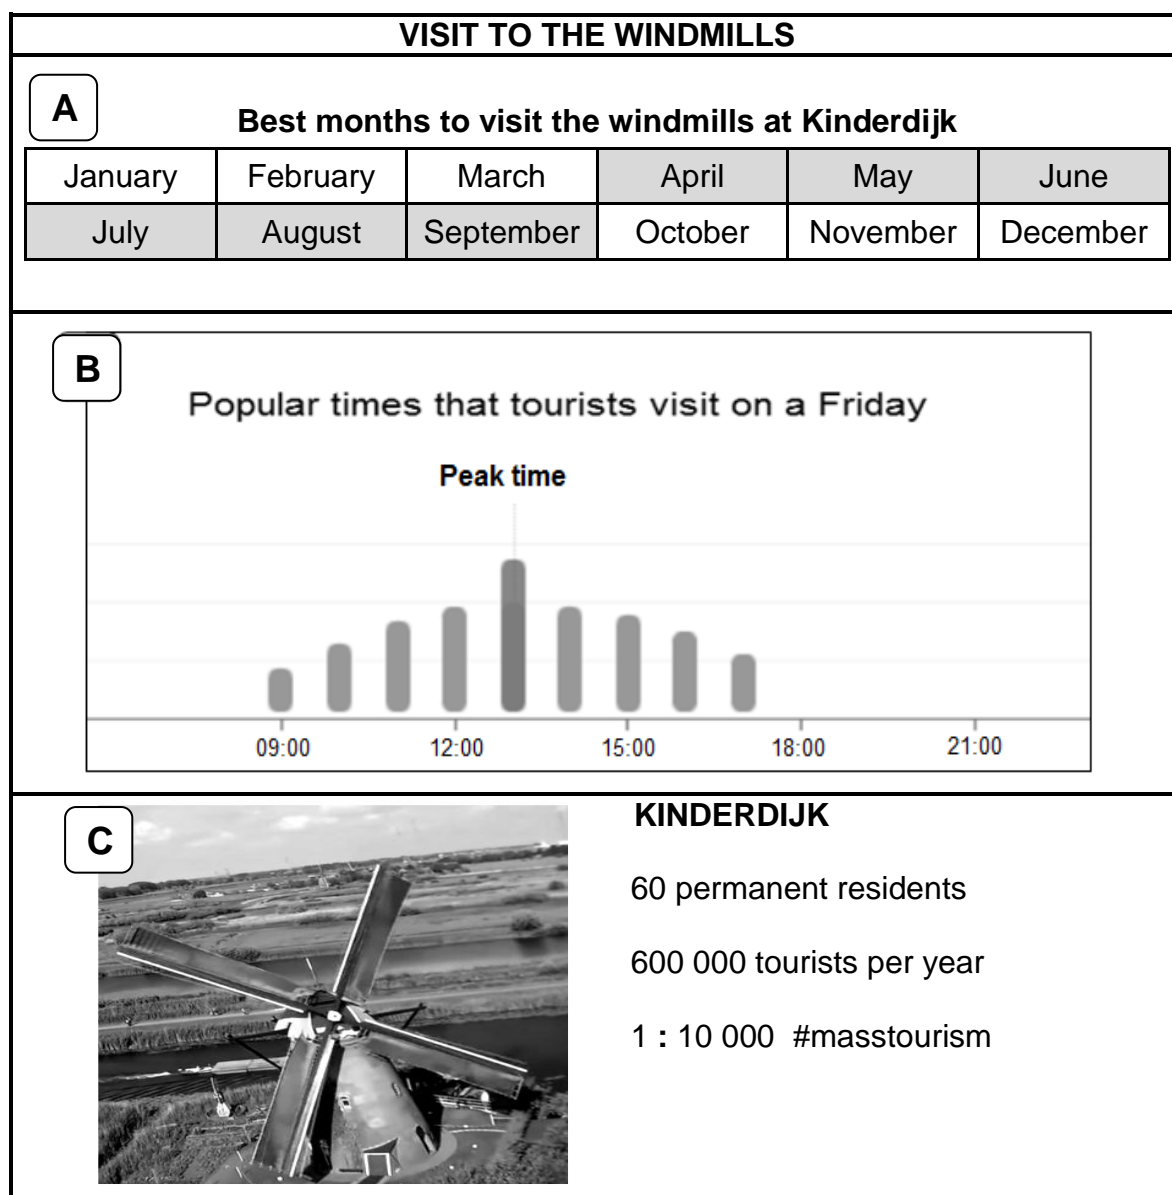 VISIT TO THE WINDMILLS
A
Best months to visit the windmills at Kinderdijk
January February March April May June
July August September October November December
B
Popular times that tourists visit on a Friday
Peak time
09:00 12:00 15:00 18:00 21:00
C
KINDERDIJK
60 permanent residents
600 000 tourists per year
1 : 10 000 #masstourism